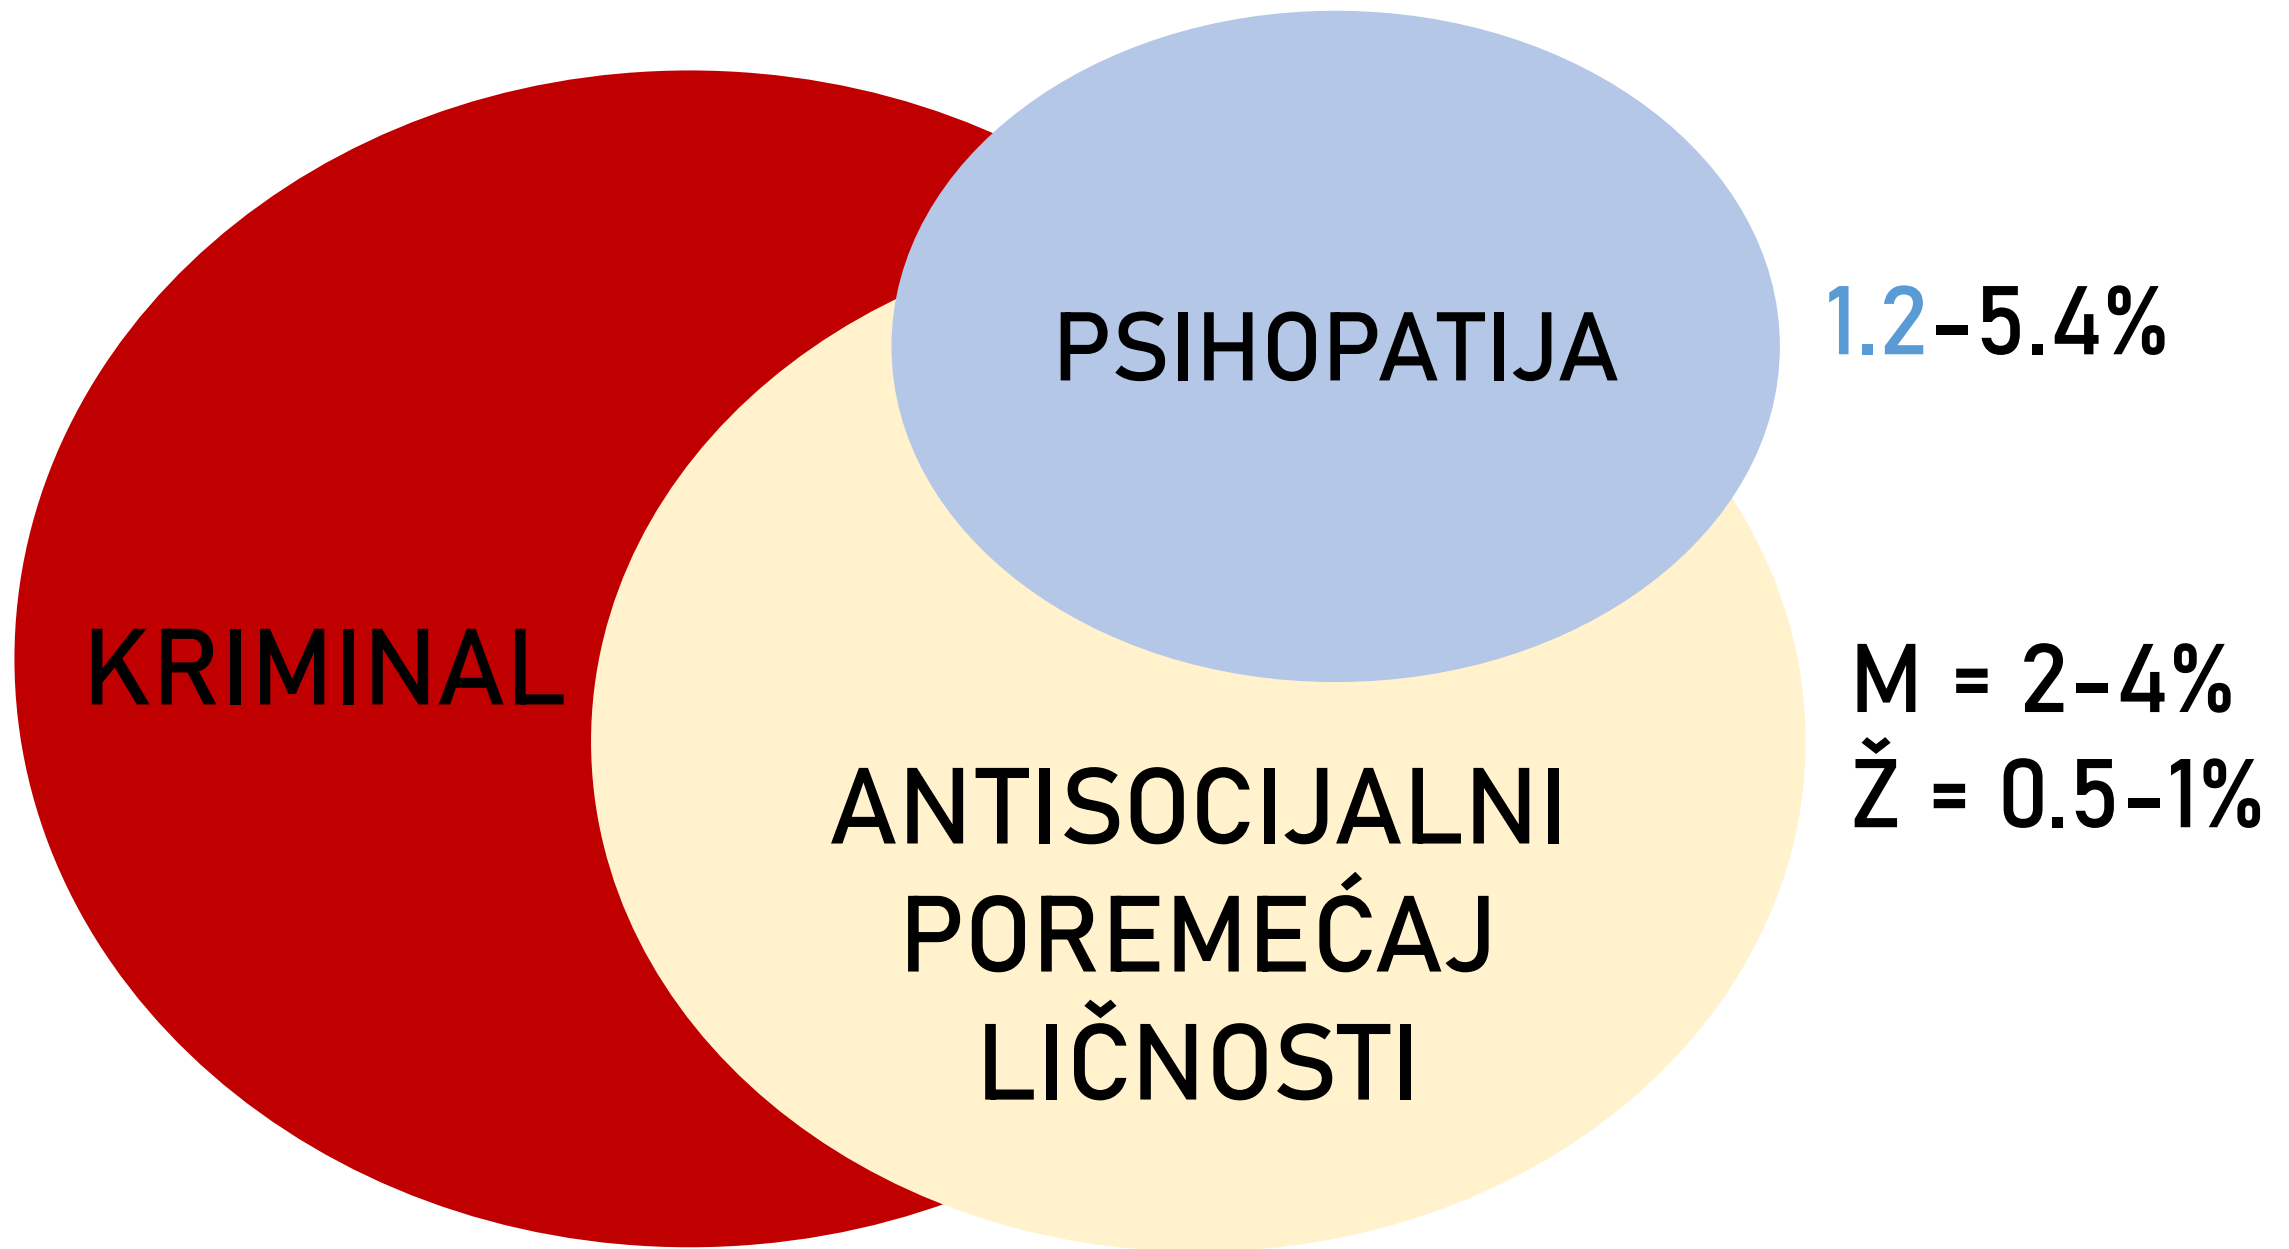 PSIHOPATIJA
1.2-5.4%
KRIMINAL
ANTISOCIJALNI
POREMEĆAJ
LIČNOSTI
M = 2-4%
Ž = 0.5-1%